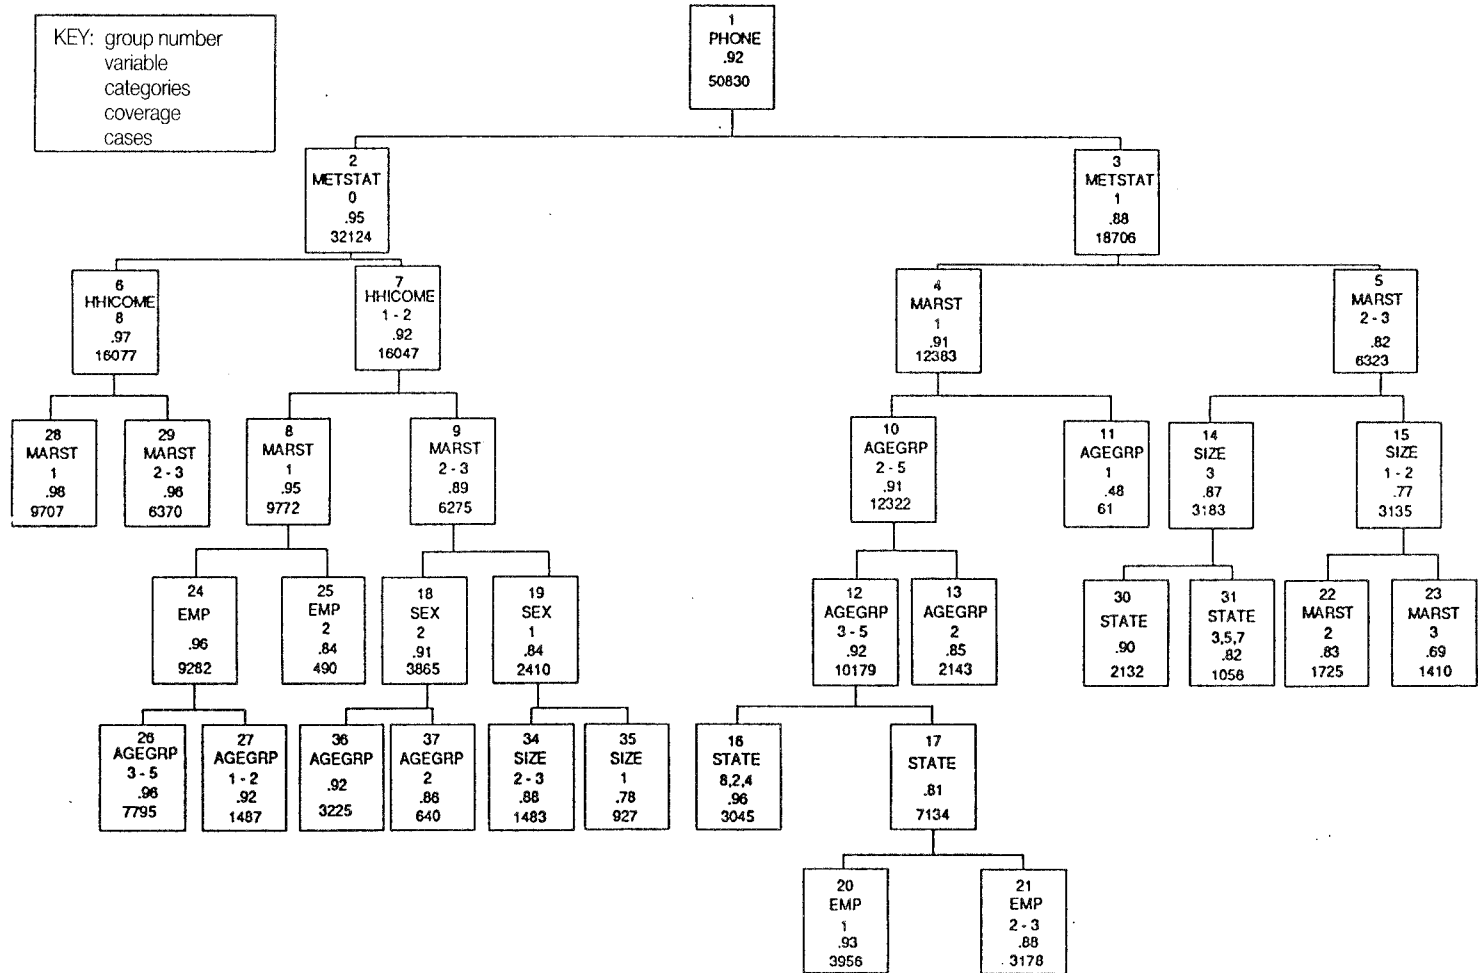 KEY: group number
variable
categories
coverage
cases
1
PHONE
.92
50830
2
METSTAT
0
.95
32124
3
METSTAT
1
.88
18706
6
HHICOME
8
.97
16077
7
HHICOME
1 - 2
.92
16047
4
MARST
1
.91
12383
5
MARST
2 - 3
.82
6323
28
MARST
1
.98
9707
29
MARST
2 - 3
.96
6370
8
MARST
1
.95
9772
9
MARST
2 - 3
.89
6275
10
AGEGRP
2 - 5
.91
12322
11
AGEGRP
1
.48
61
14
SIZE
3
.87
3183
15
SIZE
1 - 2
.77
3135
24
EMP
.96
9282
25
EMP
2
.84
490
18
SEX
2
.91
3865
19
SEX
1
.84
2410
12
AGEGRP
3 - 5
.92
10179
13
AGEGRP
2
.85
2143
30
STATE
.90
2132
31
STATE
3,5,7
.82
1056
22
MARST
2
.83
1725
23
MARST
3
.69
1410
26
AGEGRP
3 - 5
.96
7795
27
AGEGRP
1 - 2
.92
1487
36
AGEGRP
.92
3225
37
AGEGRP
2
.86
640
34
SIZE
2 - 3
.88
1483
35
SIZE
1
.78
927
16
STATE
8,2,4
.96
3045
17
STATE
.81
7134
20
EMP
1
.93
3956
21
EMP
2 - 3
.88
3178